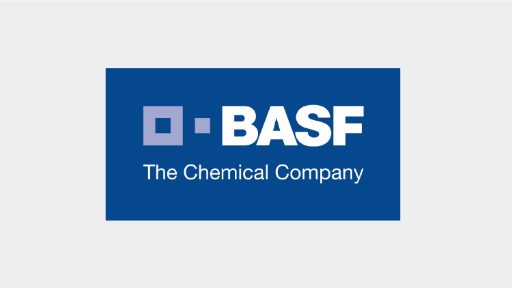 BASF
The Chemical Company